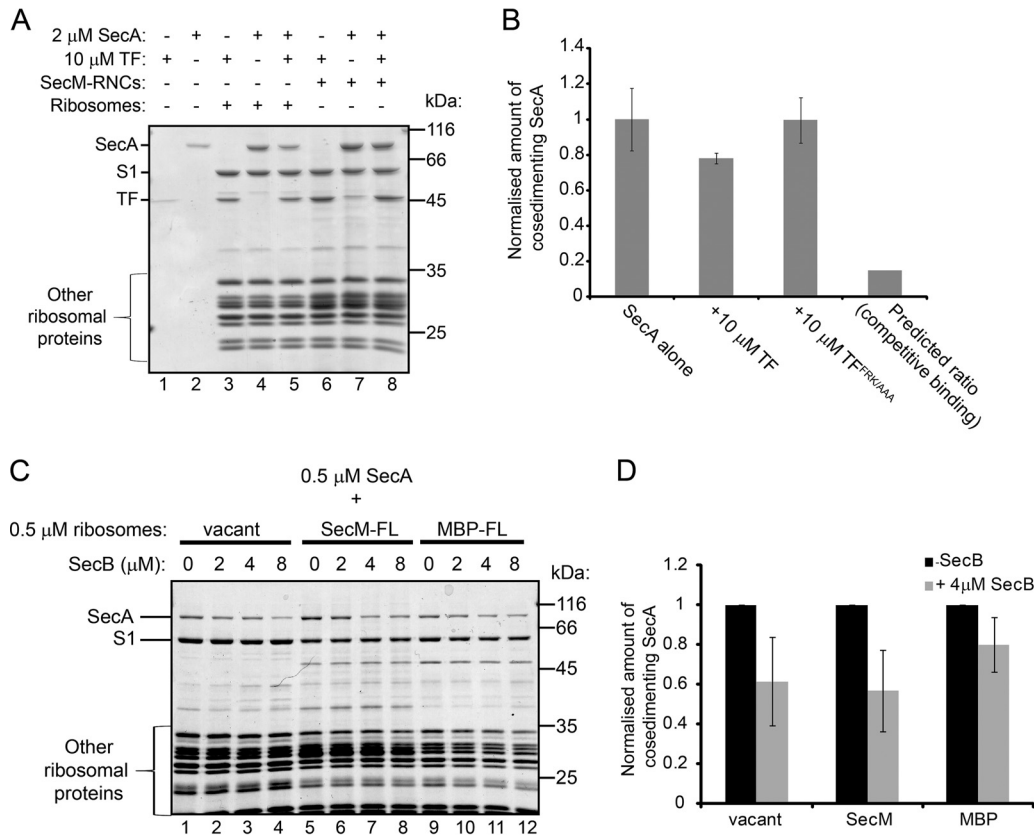 A
2 μM SecA - + - + + - + +
10 μM TF: + - + - + + - +
SecM-RNCs: - - - - - + + +
Ribosomes: - - + + + - - -
kDa:
116
SecA
66
S1
TF
45
35
Other
ribosomal
proteins
25
1 2 3 4 5 6 7 8
B
Normalised amount of
cosedimenting SecA
1.4
1.2
1
0.8
0.6
0.4
0.2
0
SecA alone
+10 μM TF
+10 μM TFFRK/AAA
Predicted ratio
(competitive binding)
C
0.5 μM SecA
+
0.5 μM ribosomes: vacant SecM-FL MBP-FL
SecB (μM): 0 2 4 8 0 2 4 8 0 2 4 8
kDa:
116
SecA
66
S1
45
35
Other
ribosomal
proteins
25
1 2 3 4 5 6 7 8 9 10 11 12
D
Normalised amount of
cosedimenting SecA
1.2
1
0.8
0.6
0.4
0.2
0
-SecB
+ 4μM SecB
vacant SecM MBP